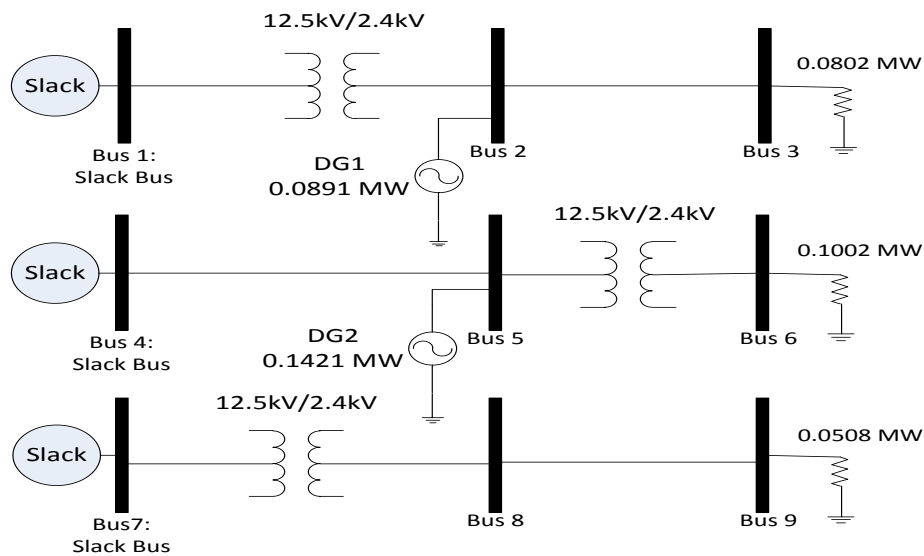 12.5kV/2.4kV
Slack
0.0802 MW
Bus 1:
Slack Bus
DG1
0.0891 MW
Bus 2
Bus 3
12.5kV/2.4kV
Slack
0.1002 MW
Bus 4:
Slack Bus
DG2
0.1421 MW
Bus 5
Bus 6
12.5kV/2.4kV
Slack
0.0508 MW
Bus7:
Slack Bus
Bus 8
Bus 9